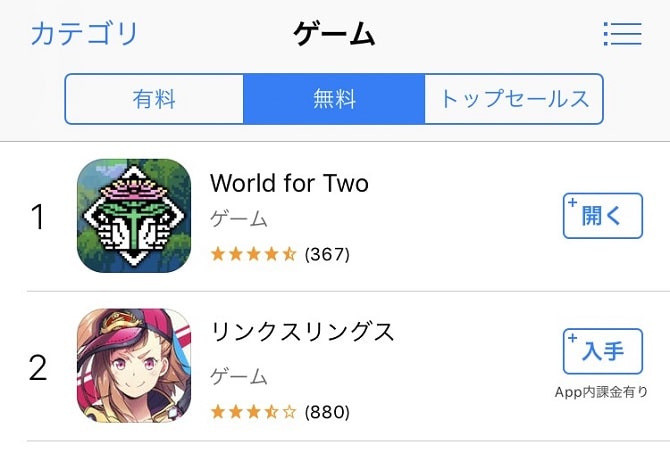 カテゴリ
ゲーム
有料
無料
トップセールス
1
World for Two
ゲーム
★★★★⯪ (367)
+開く
2
リンクスリングス
ゲーム
★★★⯪☆ (880)
+入手
App内課金有り